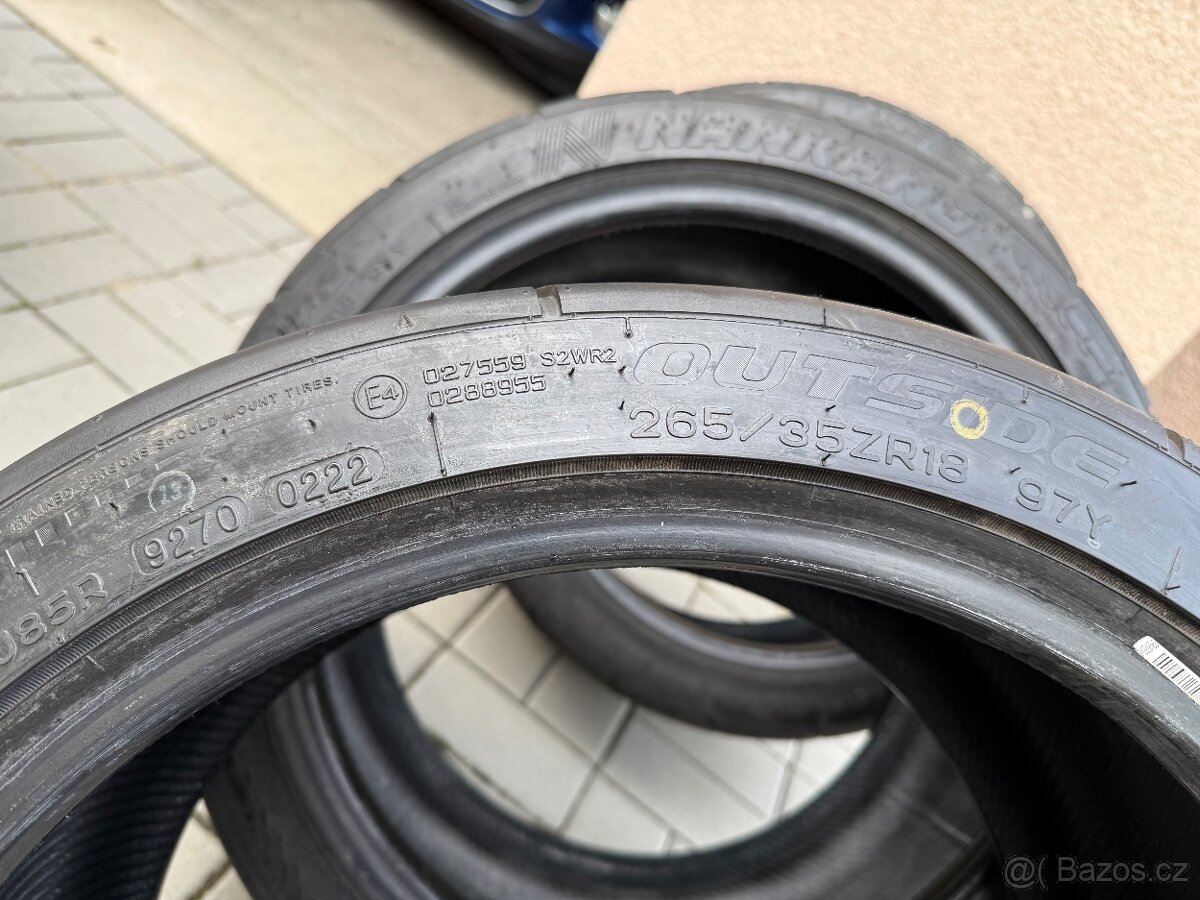 NANKANG
TRAINED PERSONS SHOULD MOUNT TIRES.
E4
027559 S2WR2
0288955
OUTSIDE
265/35ZR18 97Y
13
9270 0222
U85R
@( Bazos.cz